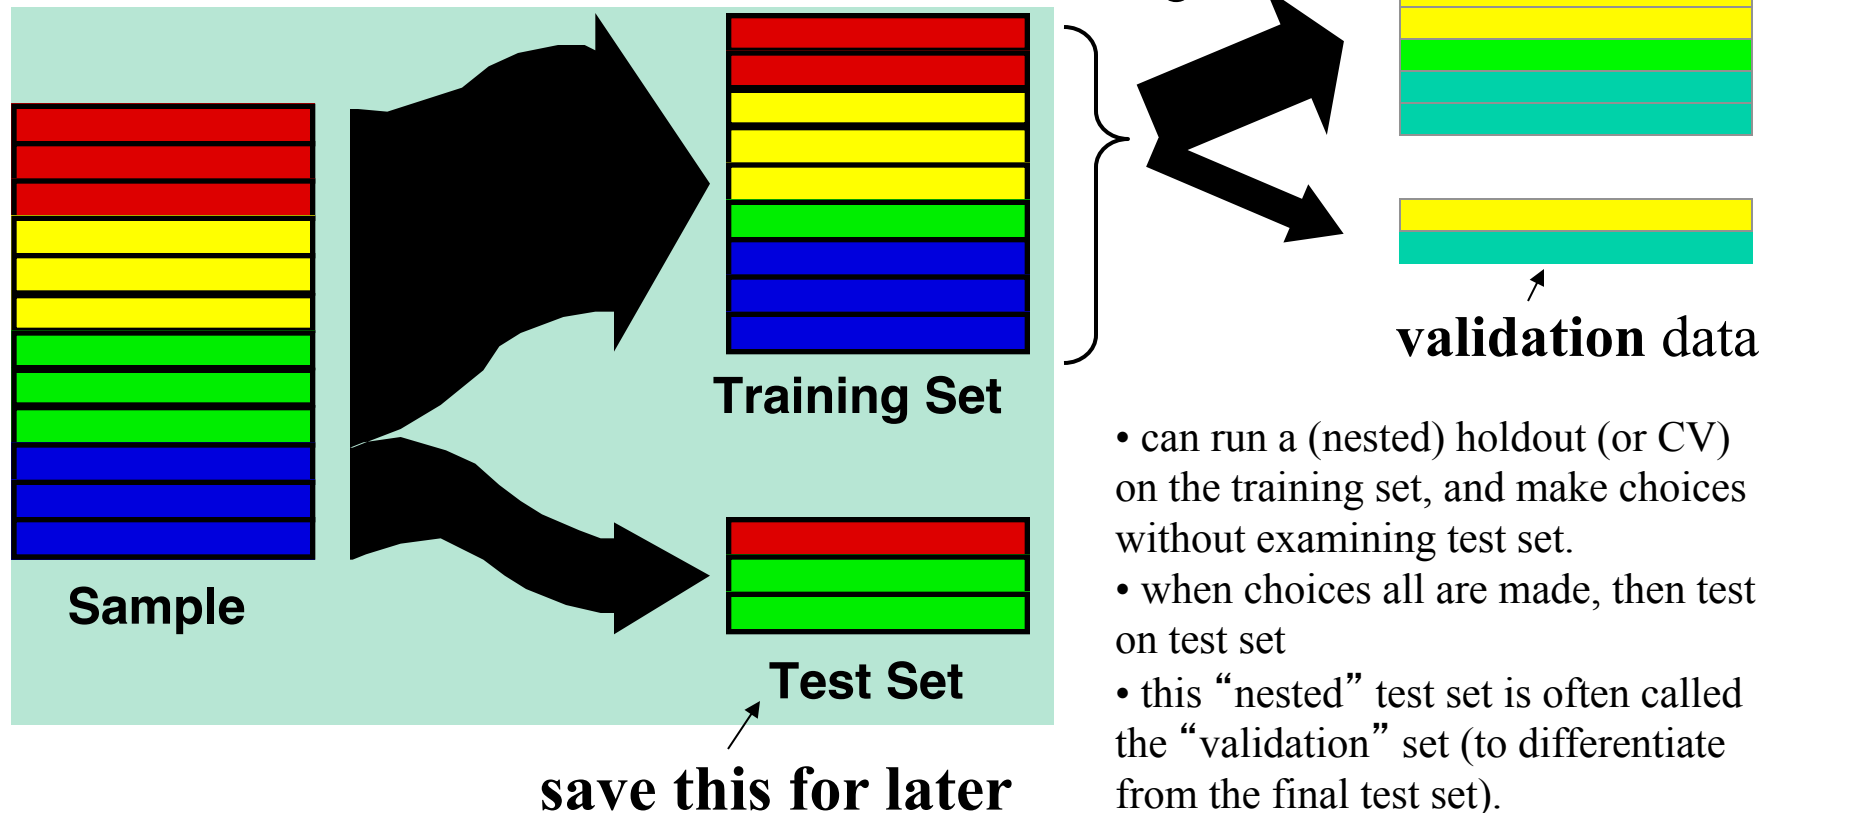 Training Set
Sample
Test Set
save this for later
validation data
• can run a (nested) holdout (or CV)
on the training set, and make choices
without examining test set.
• when choices all are made, then test
on test set
• this “nested” test set is often called
the “validation” set (to differentiate
from the final test set).